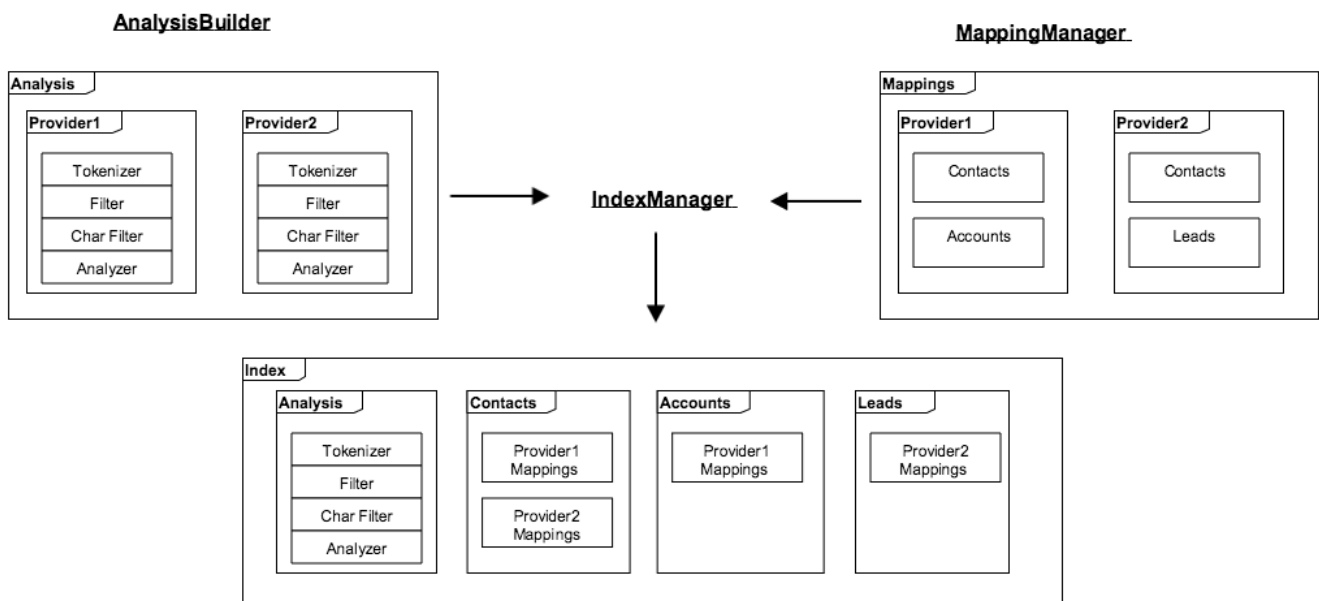 AnalysisBuilder
MappingManager
Analysis
Provider1
Tokenizer
Filter
Char Filter
Analyzer
Provider2
Tokenizer
Filter
Char Filter
Analyzer
IndexManager
Mappings
Provider1
Contacts
Accounts
Provider2
Contacts
Leads
Index
Analysis
Tokenizer
Filter
Char Filter
Analyzer
Contacts
Provider1
Mappings
Provider2
Mappings
Accounts
Provider1
Mappings
Leads
Provider2
Mappings